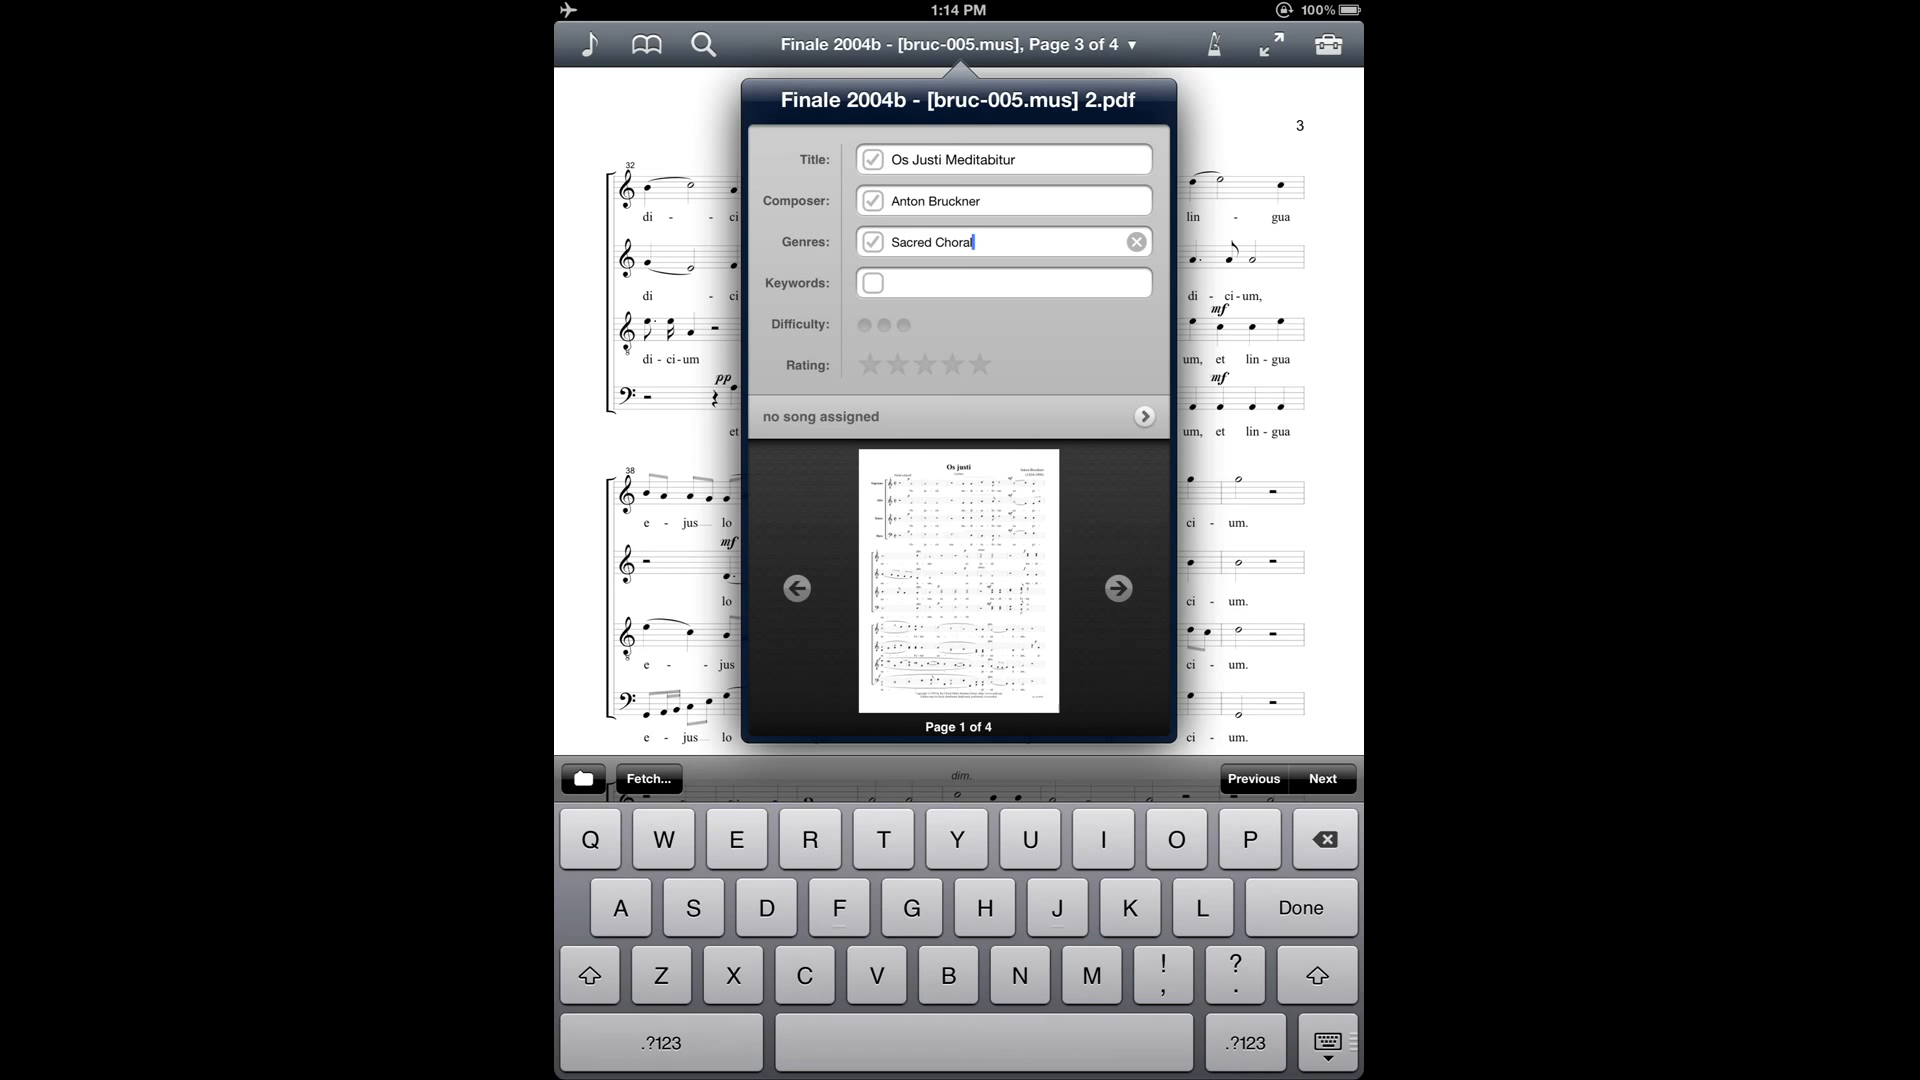 1:14 PM
100%
Finale 2004b - [bruc-005.mus], Page 3 of 4 ▼
Finale 2004b - [bruc-005.mus] 2.pdf
3
Title: Os Justi Meditabitur
Composer: Anton Bruckner
Genres: Sacred Choral
Keywords:
Difficulty:
Rating:
no song assigned
32
di - - ci
lin - gua
di - ci
di - ci-um,
mf
di - ci-um
um, et lin-gua
pp
mf
et
um, et lin-gua
38
e - jus lo
ci - um.
mf
lo
ci - um.
e - - jus
ci - um.
e - jus lo
ci - um.
Os justi
Page 1 of 4
Fetch...
dim.
Previous
Next
Q W E R T Y U I O P
A S D F G H J K L Done
Z X C V B N M ! , ? .
.?123
.?123